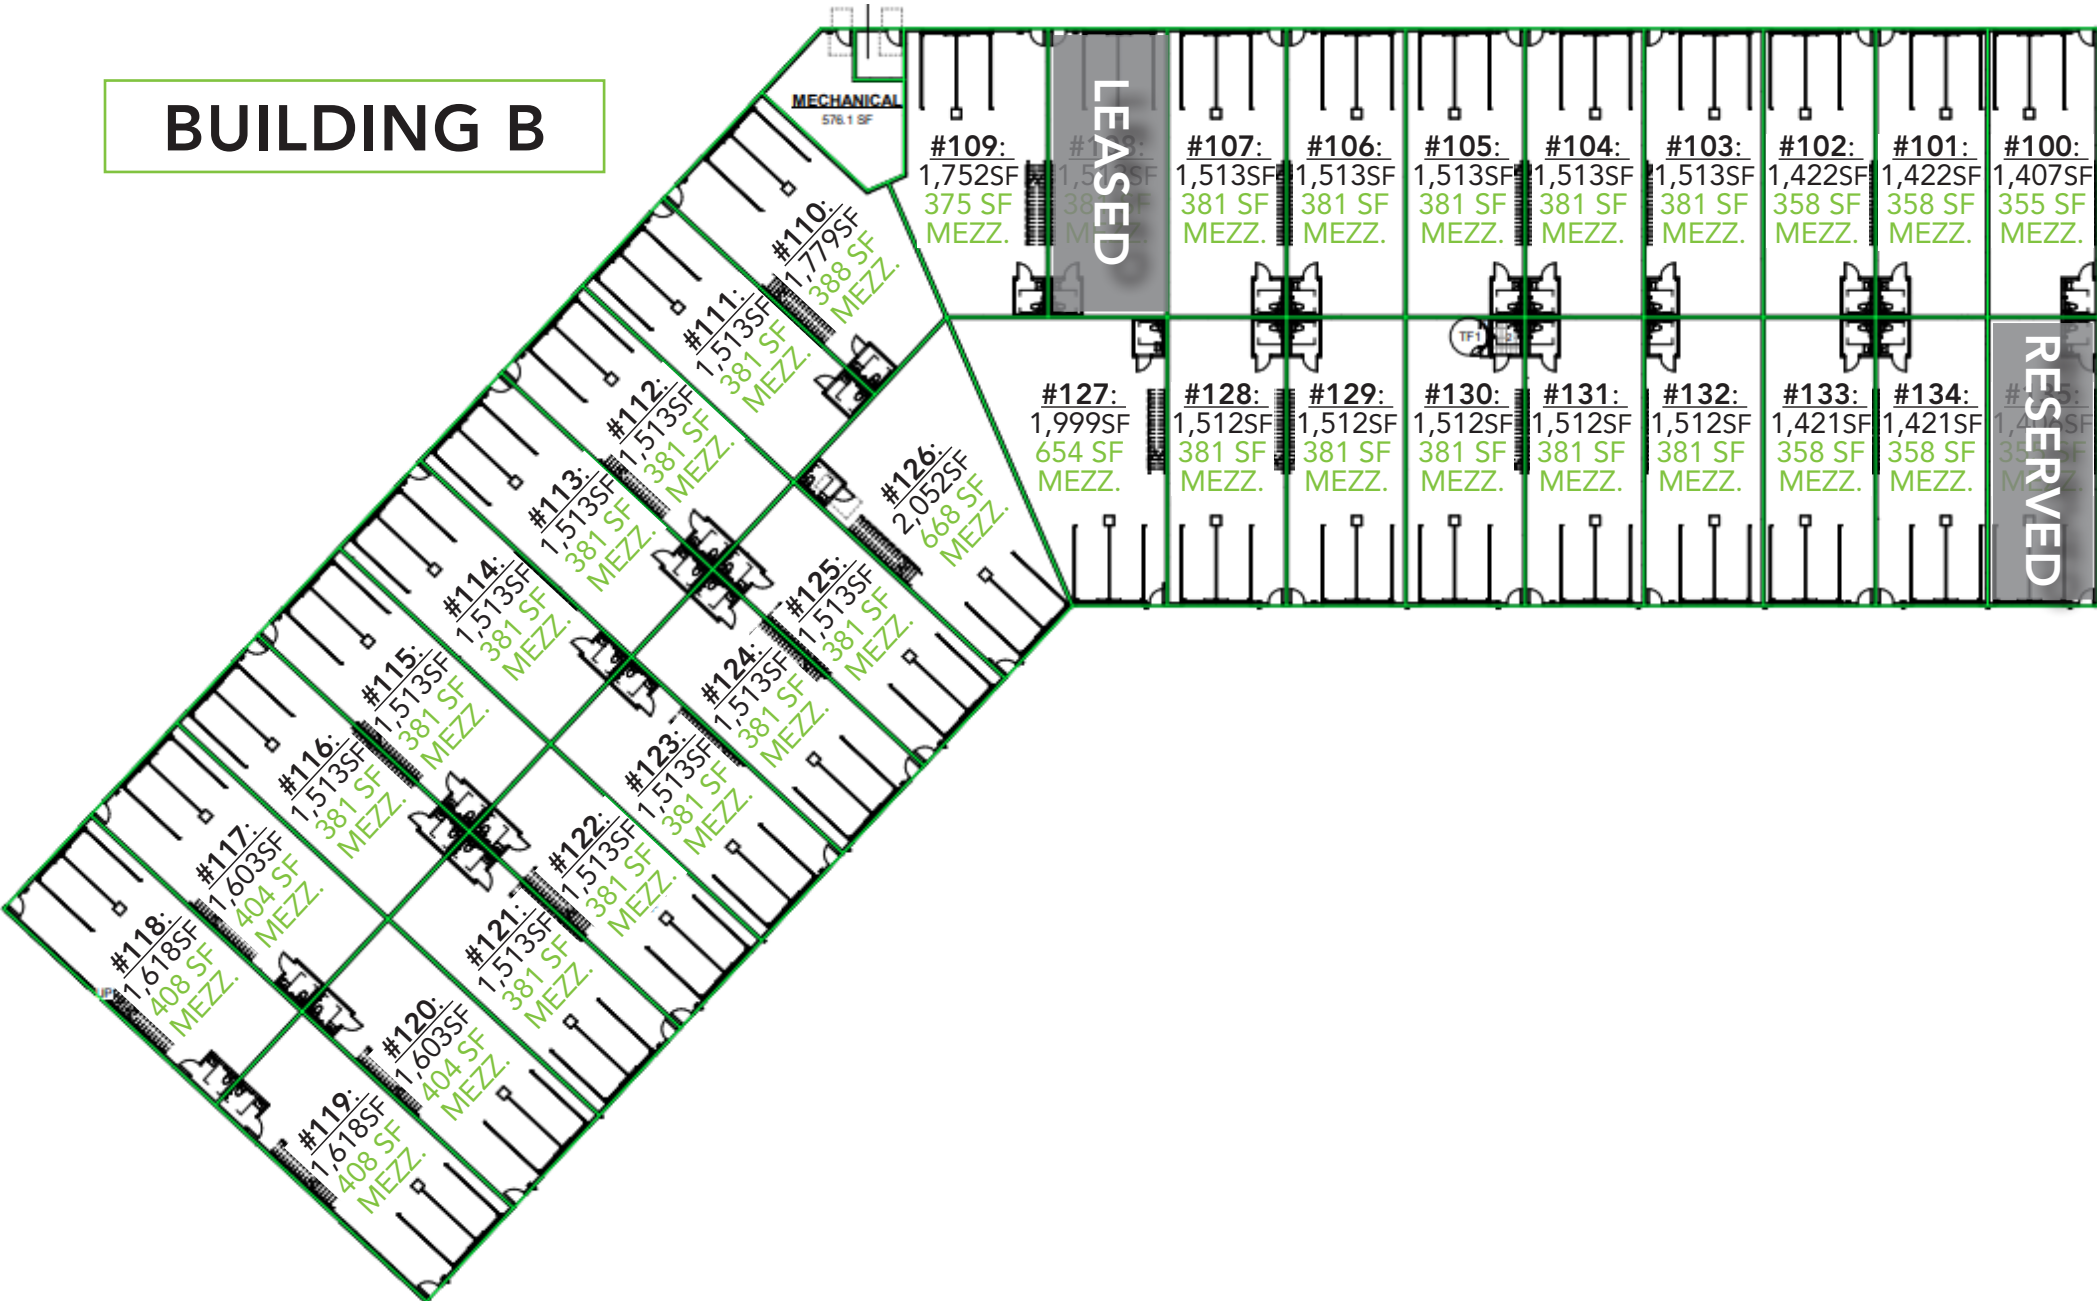 BUILDING B
MECHANICAL
576.1 SF
#109:
1,752SF
375 SF
MEZZ.
LEASED
#107:
1,513SF
381 SF
MEZZ.
#106:
1,513SF
381 SF
MEZZ.
#105:
1,513SF
381 SF
MEZZ.
#104:
1,513SF
381 SF
MEZZ.
#103:
1,513SF
381 SF
MEZZ.
#102:
1,422SF
358 SF
MEZZ.
#101:
1,422SF
358 SF
MEZZ.
#100:
1,407SF
355 SF
MEZZ.
#110:
1,779SF
388 SF
MEZZ.
#111:
1,513SF
381 SF
MEZZ.
#112:
1,513SF
381 SF
MEZZ.
#113:
1,513SF
381 SF
MEZZ.
#114:
1,513SF
381 SF
MEZZ.
#115:
1,513SF
381 SF
MEZZ.
#116:
1,513SF
381 SF
MEZZ.
#117:
1,603SF
404 SF
MEZZ.
#118:
1,618SF
408 SF
MEZZ.
UP
#119:
1,618SF
408 SF
MEZZ.
#120:
1,603SF
404 SF
MEZZ.
#121:
1,513SF
381 SF
MEZZ.
#122:
1,513SF
381 SF
MEZZ.
#123:
1,513SF
381 SF
MEZZ.
#124:
1,513SF
381 SF
MEZZ.
#125:
1,513SF
381 SF
MEZZ.
#126:
2,052SF
668 SF
MEZZ.
TF1
#127:
1,999SF
654 SF
MEZZ.
#128:
1,512SF
381 SF
MEZZ.
#129:
1,512SF
381 SF
MEZZ.
#130:
1,512SF
381 SF
MEZZ.
#131:
1,512SF
381 SF
MEZZ.
#132:
1,512SF
381 SF
MEZZ.
#133:
1,421SF
358 SF
MEZZ.
#134:
1,421SF
358 SF
MEZZ.
RESERVED